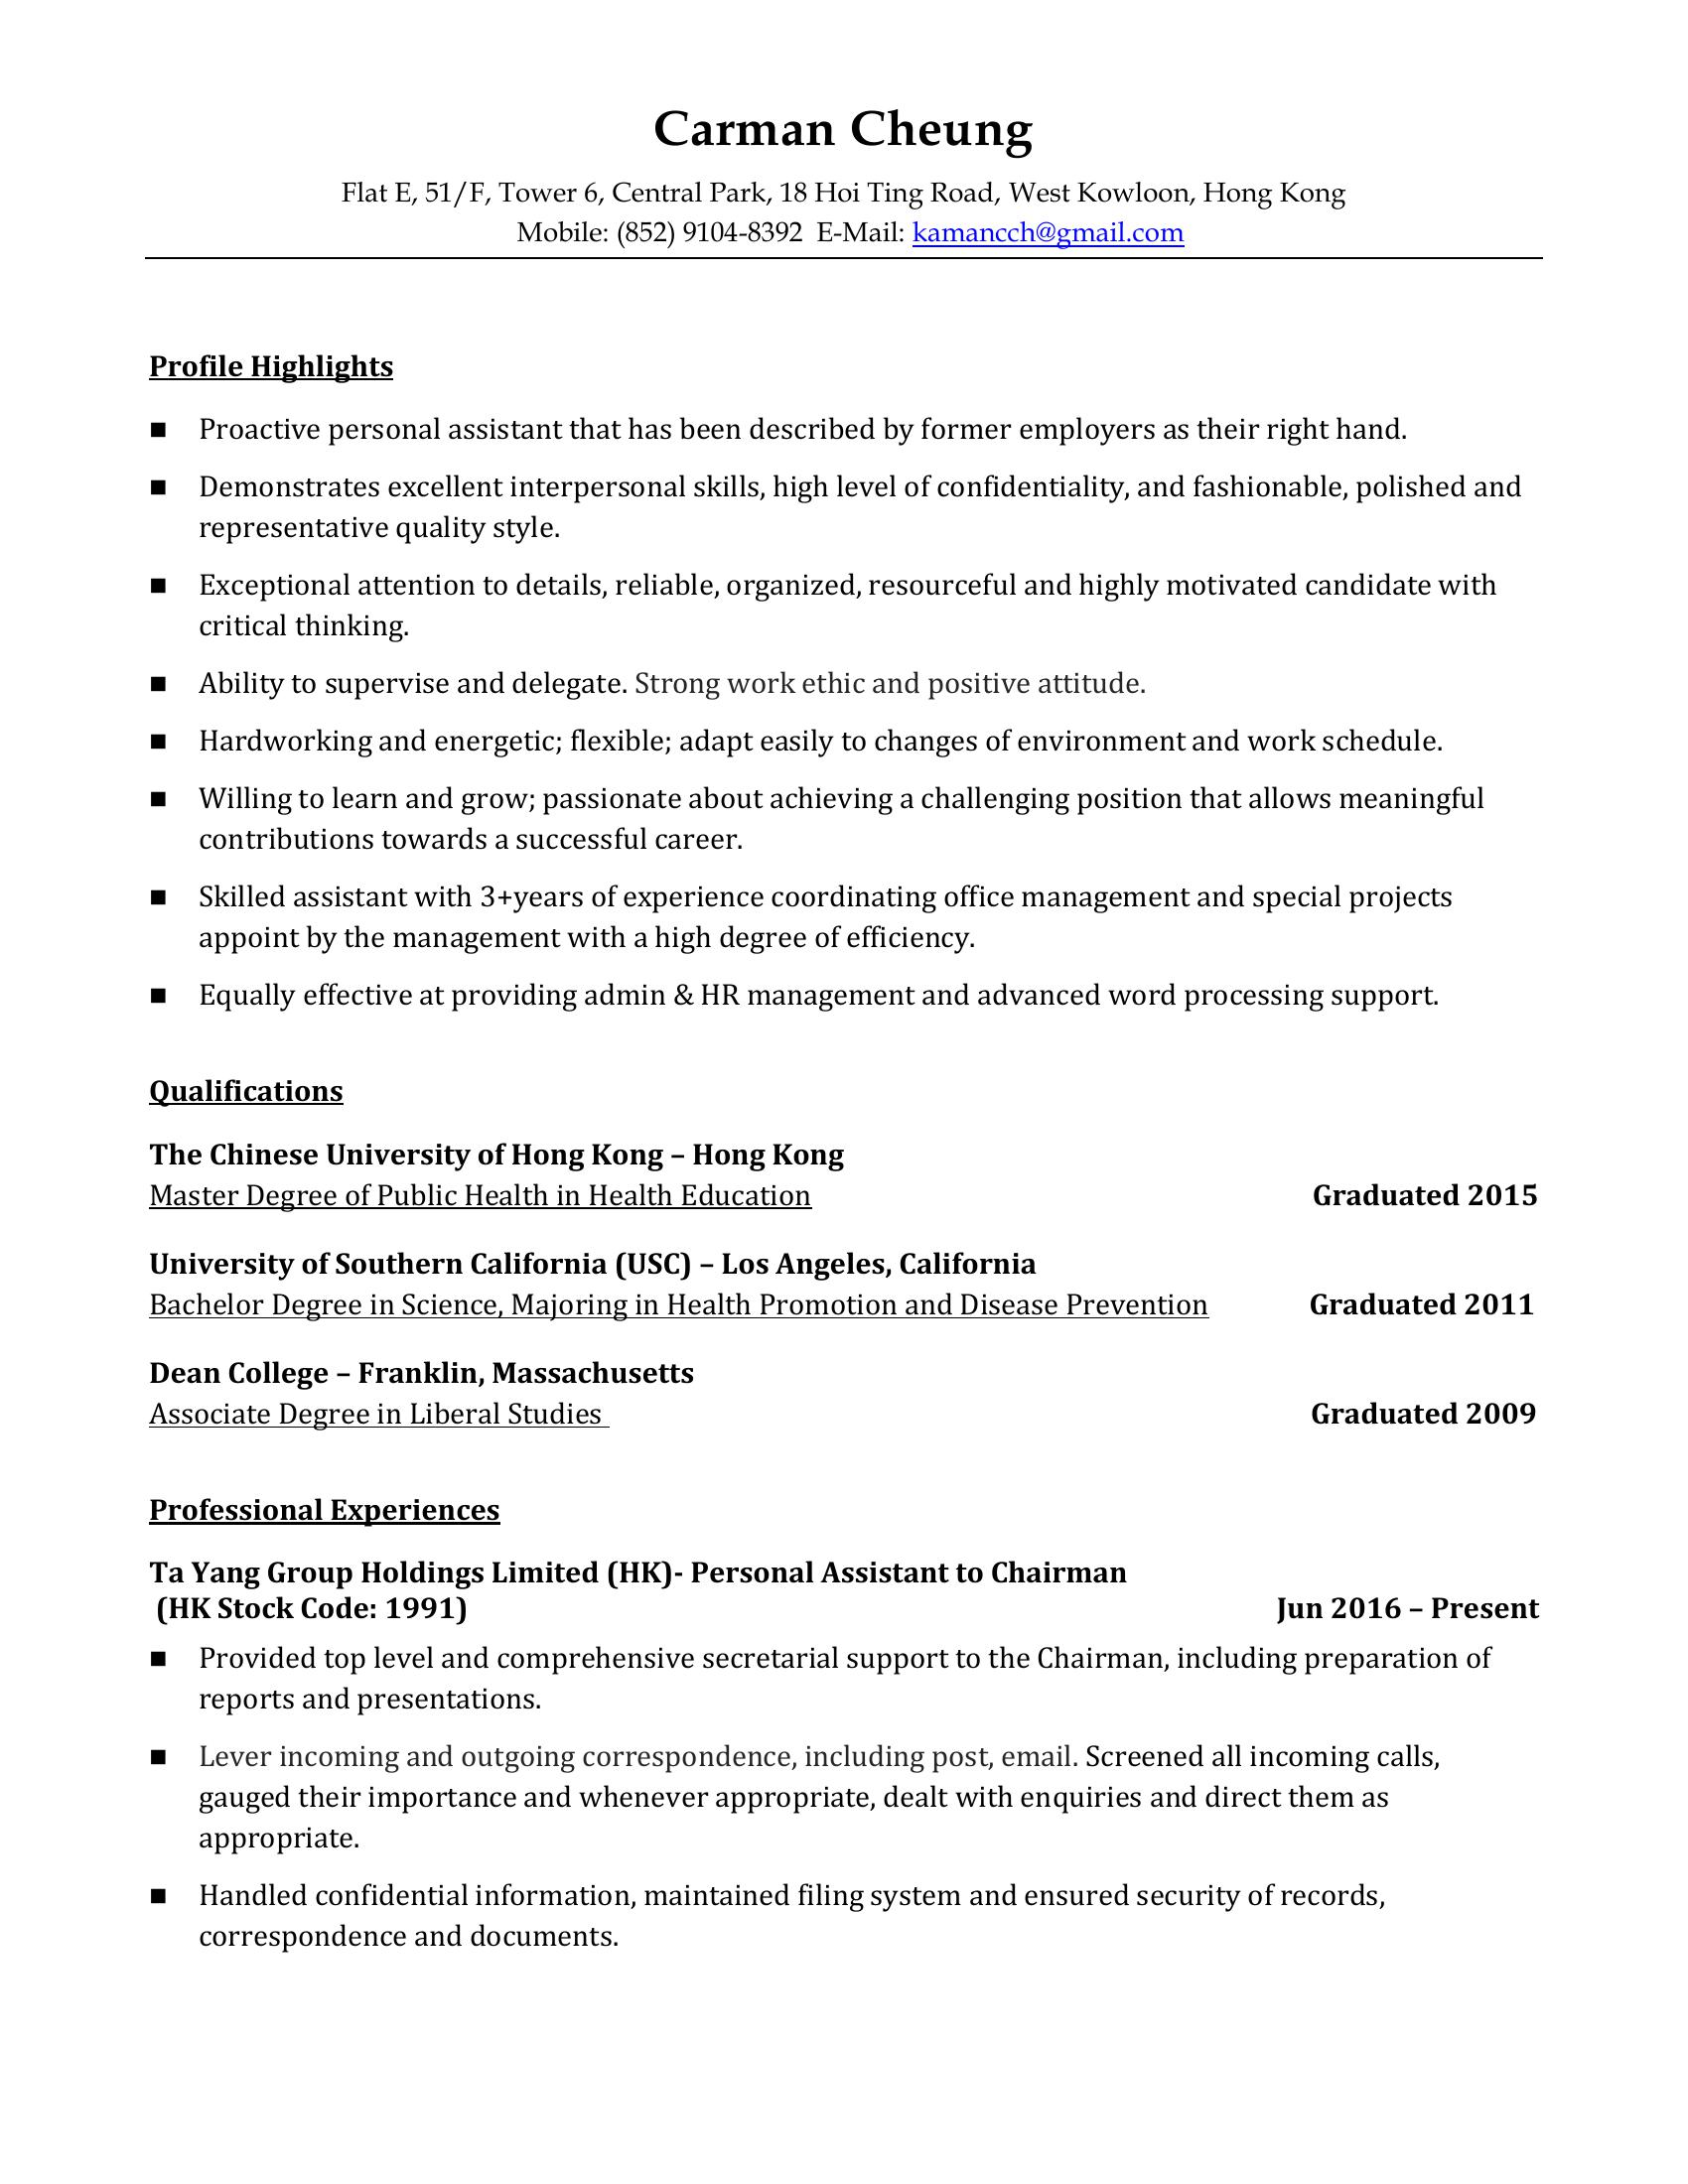 Carman Cheung
Flat E, 51/F, Tower 6, Central Park, 18 Hoi Ting Road, West Kowloon, Hong Kong
Mobile: (852) 9104-8392  E-Mail: kamancch@gmail.com
Profile Highlights
■ Proactive personal assistant that has been described by former employers as their right hand.
■ Demonstrates excellent interpersonal skills, high level of confidentiality, and fashionable, polished and
representative quality style.
■ Exceptional attention to details, reliable, organized, resourceful and highly motivated candidate with
critical thinking.
■ Ability to supervise and delegate. Strong work ethic and positive attitude.
■ Hardworking and energetic; flexible; adapt easily to changes of environment and work schedule.
■ Willing to learn and grow; passionate about achieving a challenging position that allows meaningful
contributions towards a successful career.
■ Skilled assistant with 3+years of experience coordinating office management and special projects
appoint by the management with a high degree of efficiency.
■ Equally effective at providing admin & HR management and advanced word processing support.
Qualifications
The Chinese University of Hong Kong – Hong Kong
Master Degree of Public Health in Health Education Graduated 2015
University of Southern California (USC) – Los Angeles, California
Bachelor Degree in Science, Majoring in Health Promotion and Disease Prevention Graduated 2011
Dean College – Franklin, Massachusetts
Associate Degree in Liberal Studies Graduated 2009
Professional Experiences
Ta Yang Group Holdings Limited (HK)- Personal Assistant to Chairman
(HK Stock Code: 1991) Jun 2016 – Present
■ Provided top level and comprehensive secretarial support to the Chairman, including preparation of
reports and presentations.
■ Lever incoming and outgoing correspondence, including post, email. Screened all incoming calls,
gauged their importance and whenever appropriate, dealt with enquiries and direct them as
appropriate.
■ Handled confidential information, maintained filing system and ensured security of records,
correspondence and documents.